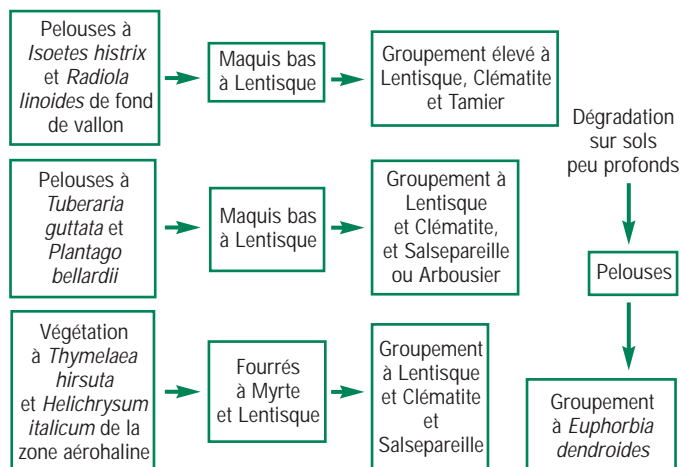 Pelouses à
Isoetes histrix
et Radiola
linoides de fond
de vallon
Maquis bas
à Lentisque
Groupement élevé à
Lentisque, Clématite
et Tamier
Pelouses à
Tuberaria
guttata et
Plantago
bellardii
Maquis bas
à Lentisque
Groupement à
Lentisque
et Clématite,
et Salsepareille
ou Arbousier
Végétation
à Thymelaea
hirsuta
et Helichrysum
italicum de la
zone aérohaline
Fourrés
à Myrte
et Lentisque
Groupement
à Lentisque
et Clématite
et
Salsepareille
Dégradation
sur sols
peu profonds
Pelouses
Groupement
à Euphorbia
dendroides